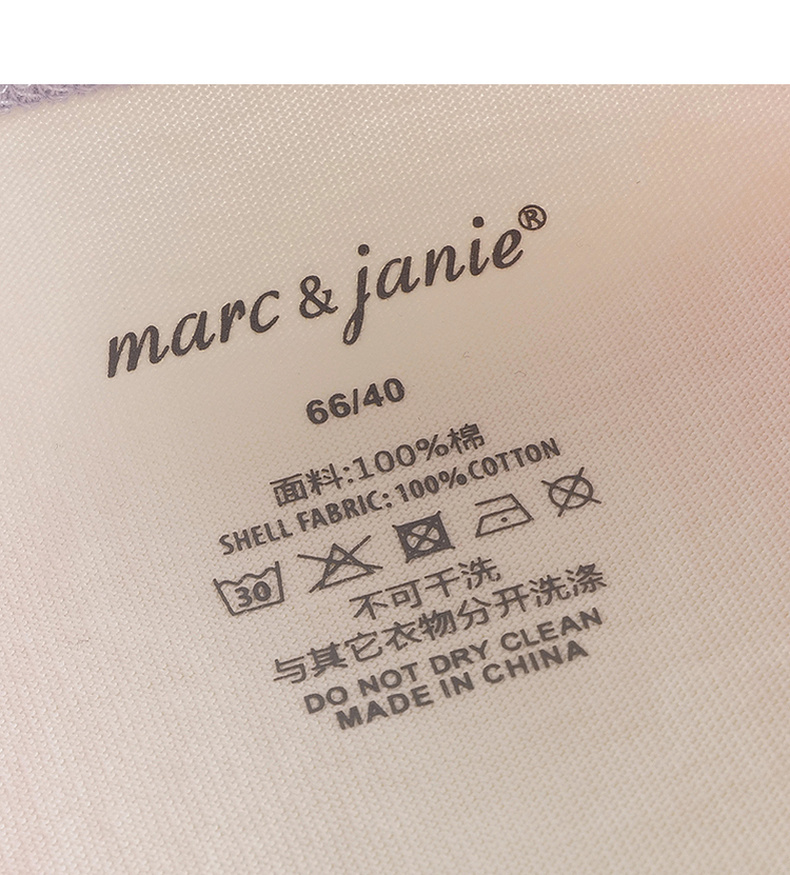 marc & janie®
66/40
面料:100%棉
SHELL FABRIC: 100%COTTON
30
不可干洗
与其它衣物分开洗涤
DO NOT DRY CLEAN
MADE IN CHINA